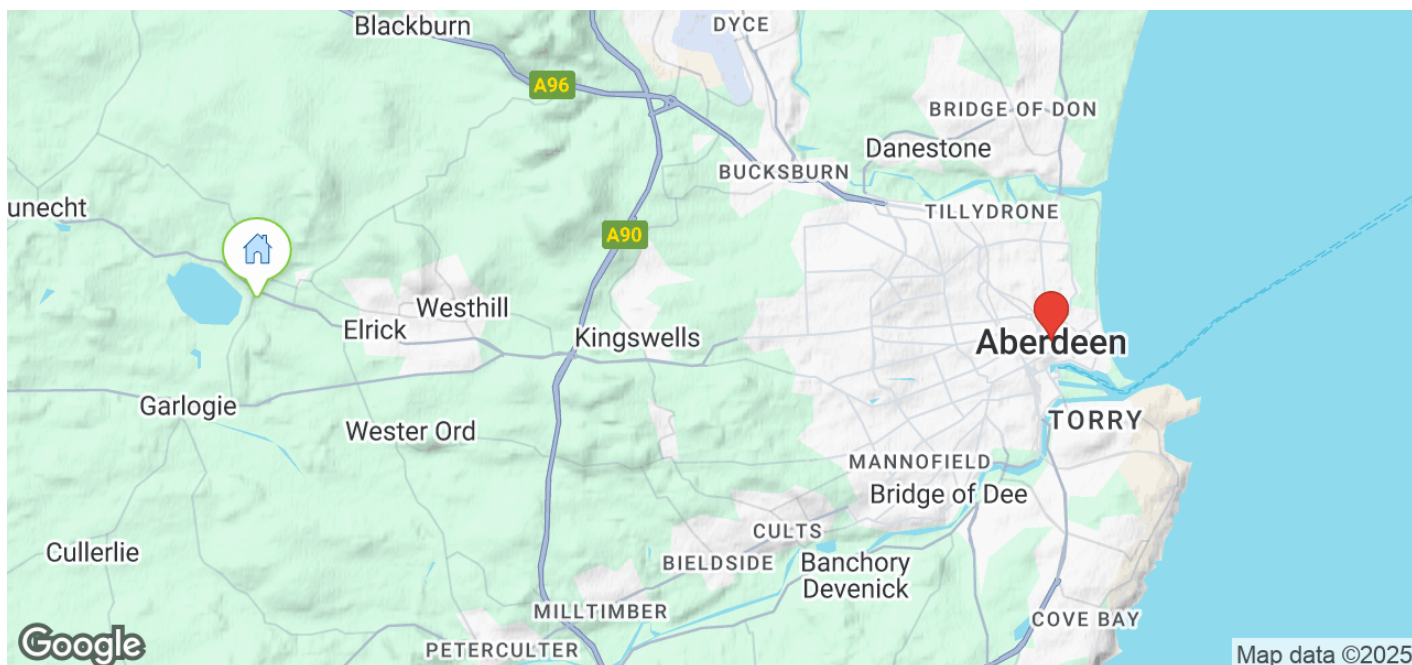 Blackburn
DYCE
A96
BRIDGE OF DON
Danestone
BUCKSBURN
unecht
TILLYDRONE
A90
Westhill
Elrick
Kingswells
Aberdeen
Garlogie
TORRY
Wester Ord
MANNOFIELD
Bridge of Dee
CULTS
Cullerlie
BIELDSIDE
Banchory
Devenick
MILLTIMBER
COVE BAY
PETERCULTER
Google
Map data ©2025